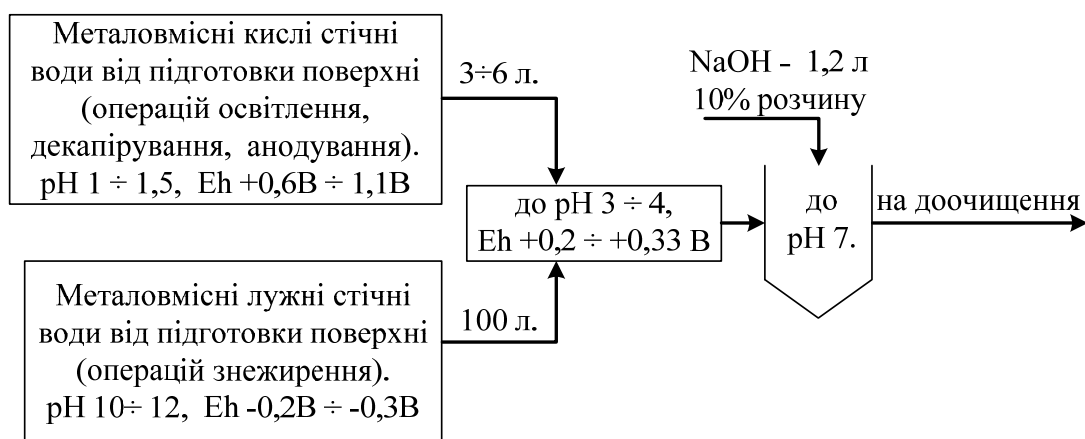 Металовмісні кислі стічні
води від підготовки поверхні
(операцій освітлення,
декапірування, анодування).
pH 1 ÷ 1,5, Eh +0,6В ÷ 1,1В
3÷6 л.
NaOH - 1,2 л
10% розчину
до pH 3 ÷ 4,
Eh +0,2 ÷ +0,33 В
до
pH 7.
на доочищення
Металовмісні лужні стічні
води від підготовки поверхні
(операцій знежирення).
pH 10÷ 12, Eh -0,2В ÷ -0,3В
100 л.